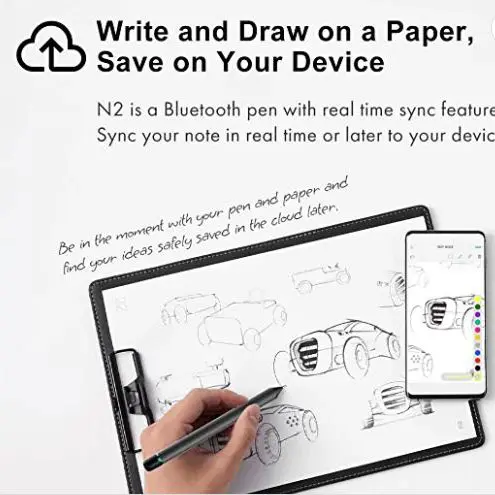 Write and Draw on a Paper,
Save on Your Device
N2 is a Bluetooth pen with real time sync feature
Sync your note in real time or later to your devic
Be in the moment with your pen and paper and
find your ideas safely saved in the cloud later.